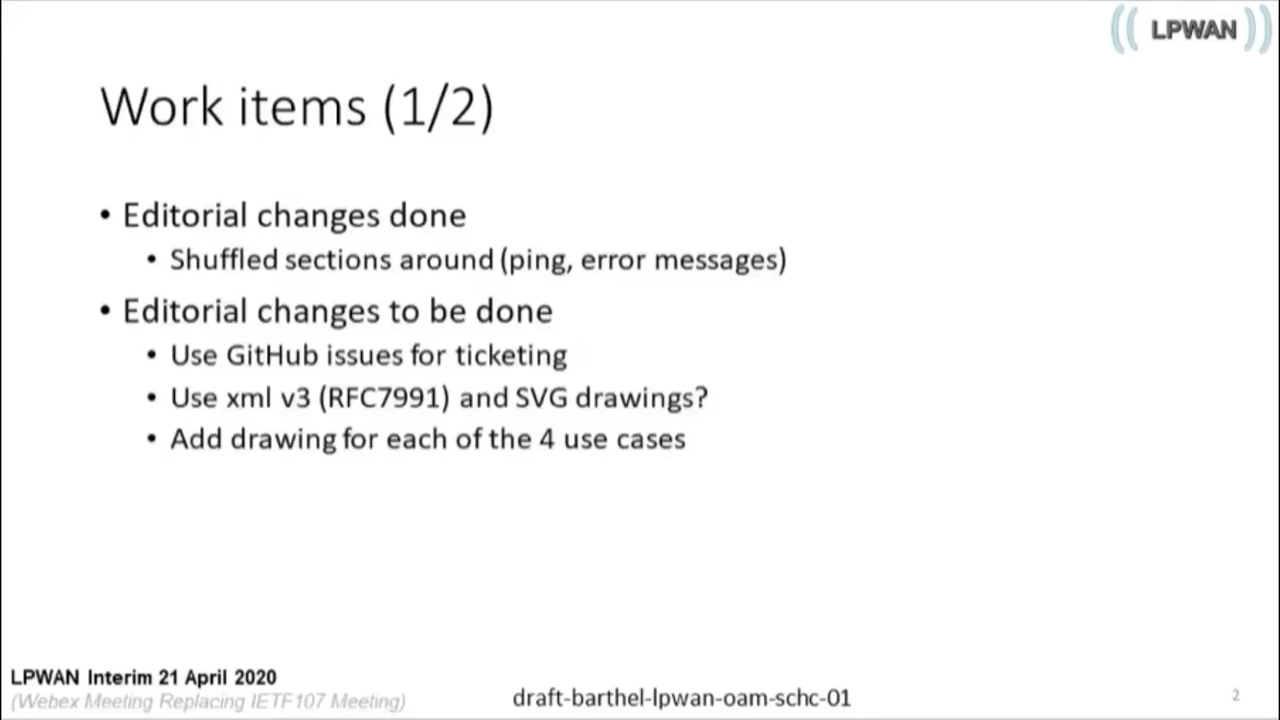 (( LPWAN ))
Work items (1/2)
• Editorial changes done
• Shuffled sections around (ping, error messages)
• Editorial changes to be done
• Use GitHub issues for ticketing
• Use xml v3 (RFC7991) and SVG drawings?
• Add drawing for each of the 4 use cases
LPWAN Interim 21 April 2020
(Webex Meeting Replacing IETF107 Meeting)
draft-barthel-lpwan-oam-schc-01
2